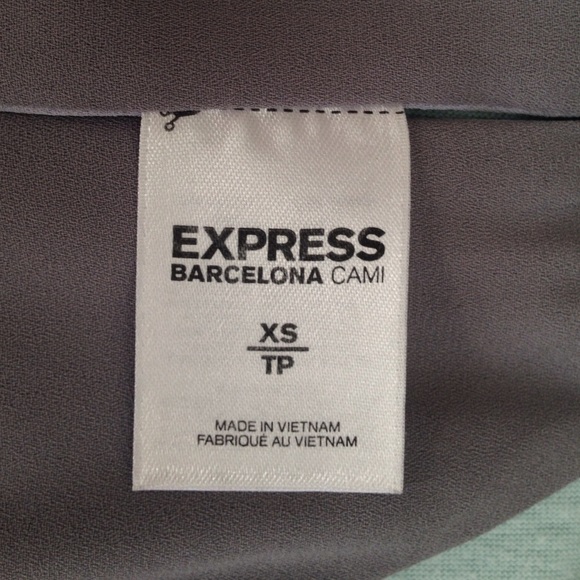 EXPRESS
BARCELONA CAMI
XS
TP
MADE IN VIETNAM
FABRIQUÉ AU VIETNAM